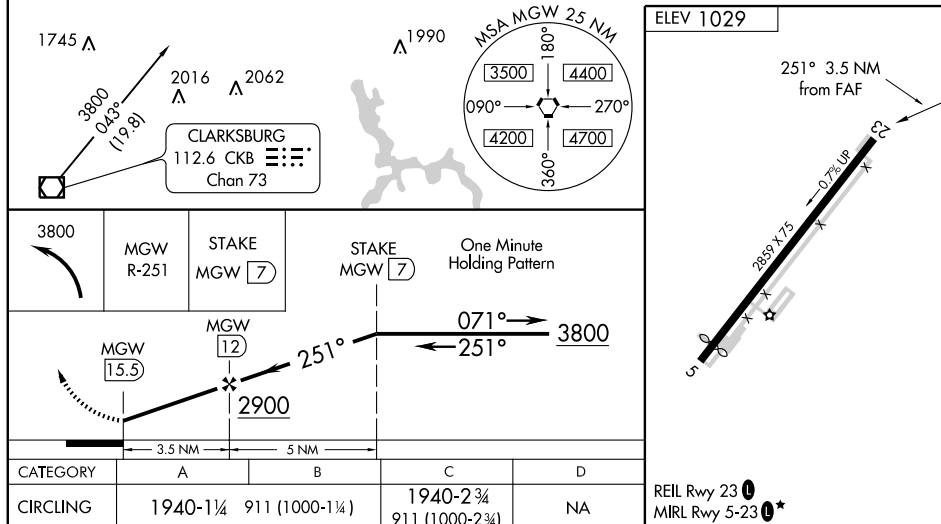 1745
3800
043°
(19.8)
2016
2062
1990
CLARKSBURG
112.6 CKB
Chan 73
MSA MGW 25 NM
180°
3500
4400
090°
270°
4200
4700
360°
3800
MGW
R-251
STAKE
MGW 7
STAKE
MGW 7
One Minute
Holding Pattern
071°
251°
3800
MGW
12
251°
MGW
15.5
2900
3.5 NM
5 NM
CATEGORY A B C D
CIRCLING 1940-1¼ 911 (1000-1¼) 1940-2¾ 911 (1000-2¾) NA
ELEV 1029
251° 3.5 NM
from FAF
23
0.7% UP
2859 X 75
X
X
X
X
5
REIL Rwy 23 L
MIRL Rwy 5-23 L